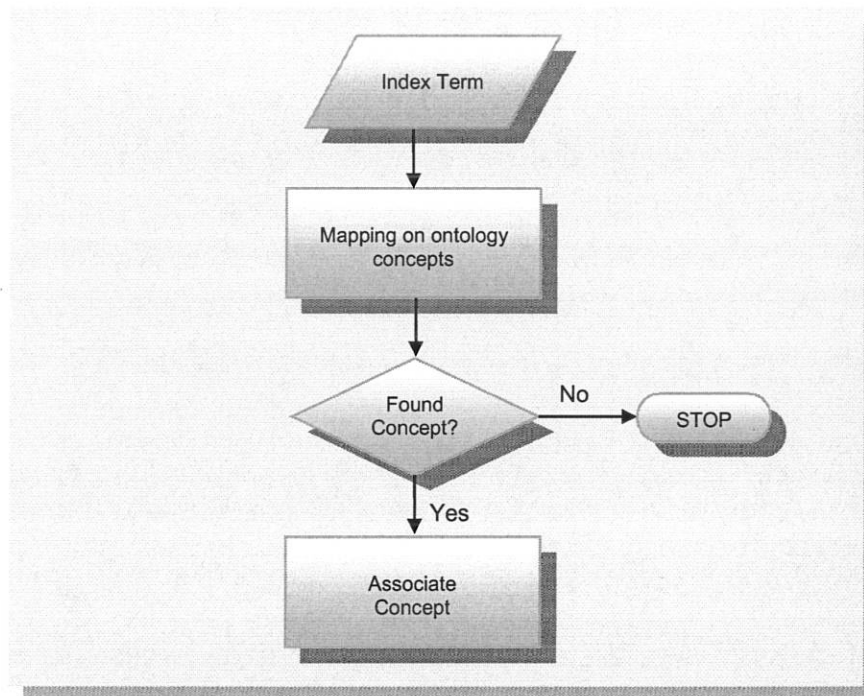 Index Term
Mapping on ontology
concepts
Found
Concept?
No
STOP
Yes
Associate
Concept